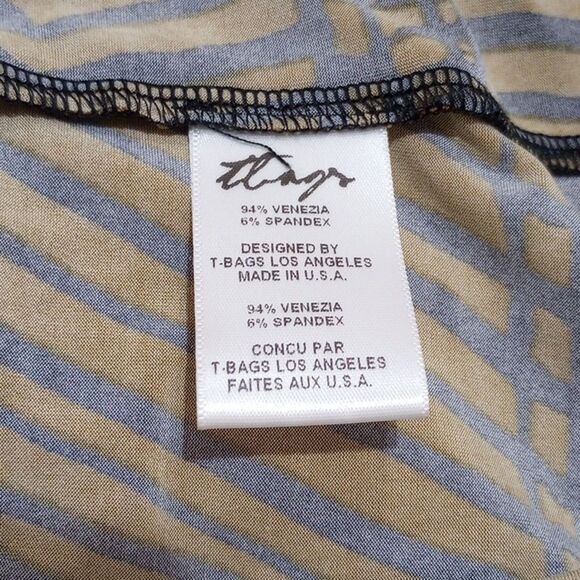 tbags
94% VENEZIA
6% SPANDEX
DESIGNED BY
T-BAGS LOS ANGELES
MADE IN U.S.A.
94% VENEZIA
6% SPANDEX
CONCU PAR
T-BAGS LOS ANGELES
FAITES AUX U.S.A.